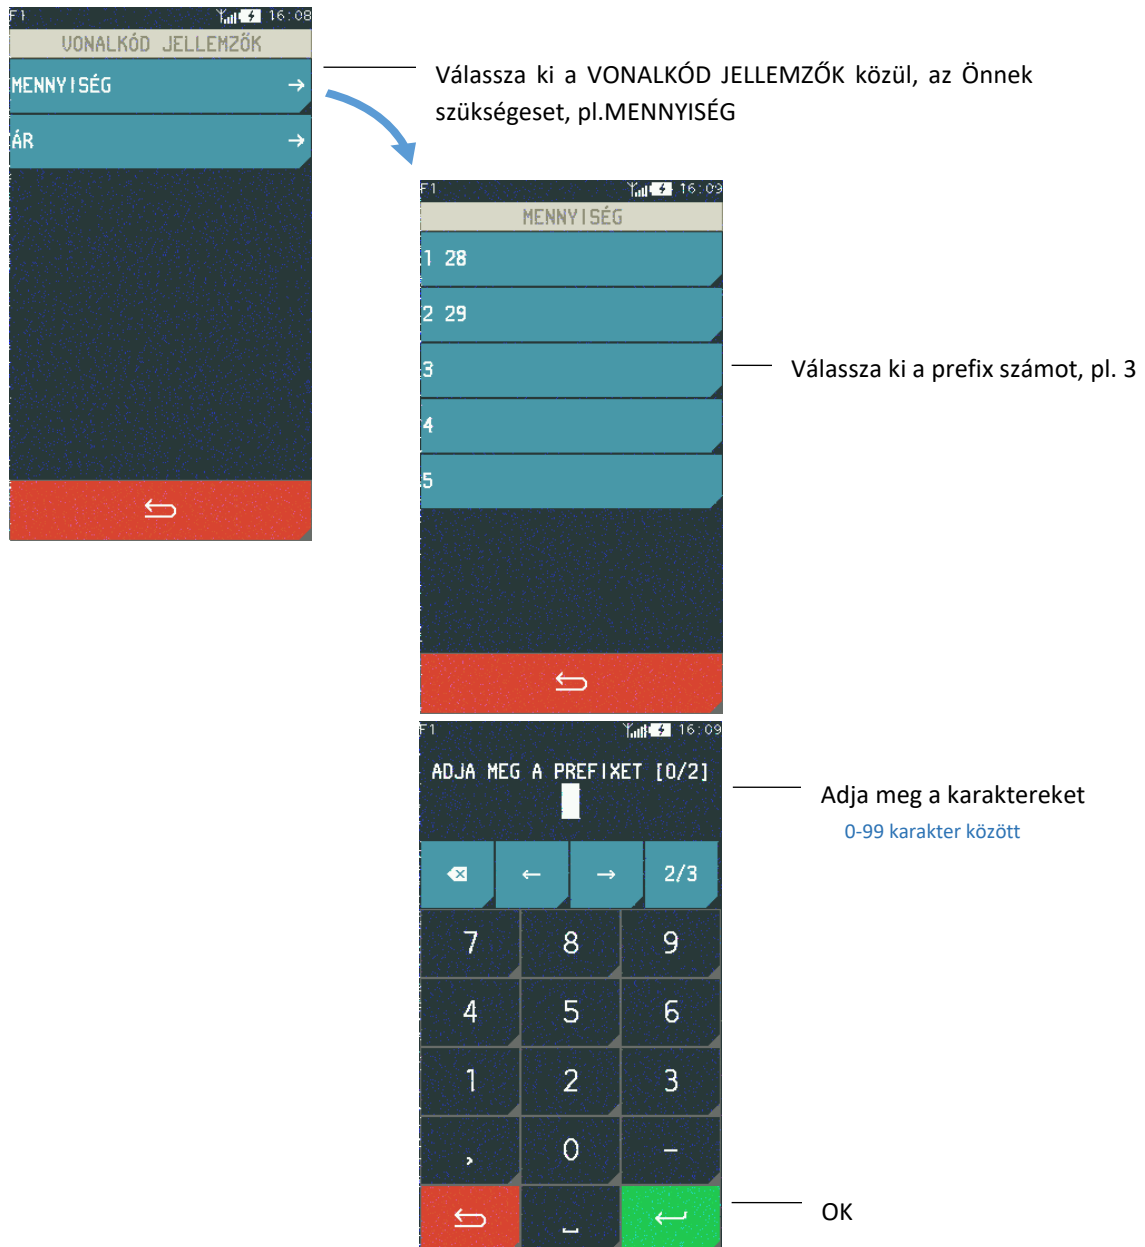 F1 16:08
VONALKÓD JELLEMZŐK
MENNYISÉG →
ÁR →
Válassza ki a VONALKÓD JELLEMZŐK közül, az Önnek
szükségeset, pl.MENNYISÉG
F1 16:09
MENNYISÉG
1 28
2 29
3
4
5
Válassza ki a prefix számot, pl. 3
F1 16:09
ADJA MEG A PREFIXET [0/2]
Adja meg a karaktereket
0-99 karakter között
← → 2/3
7 8 9
4 5 6
1 2 3
, 0 -
OK